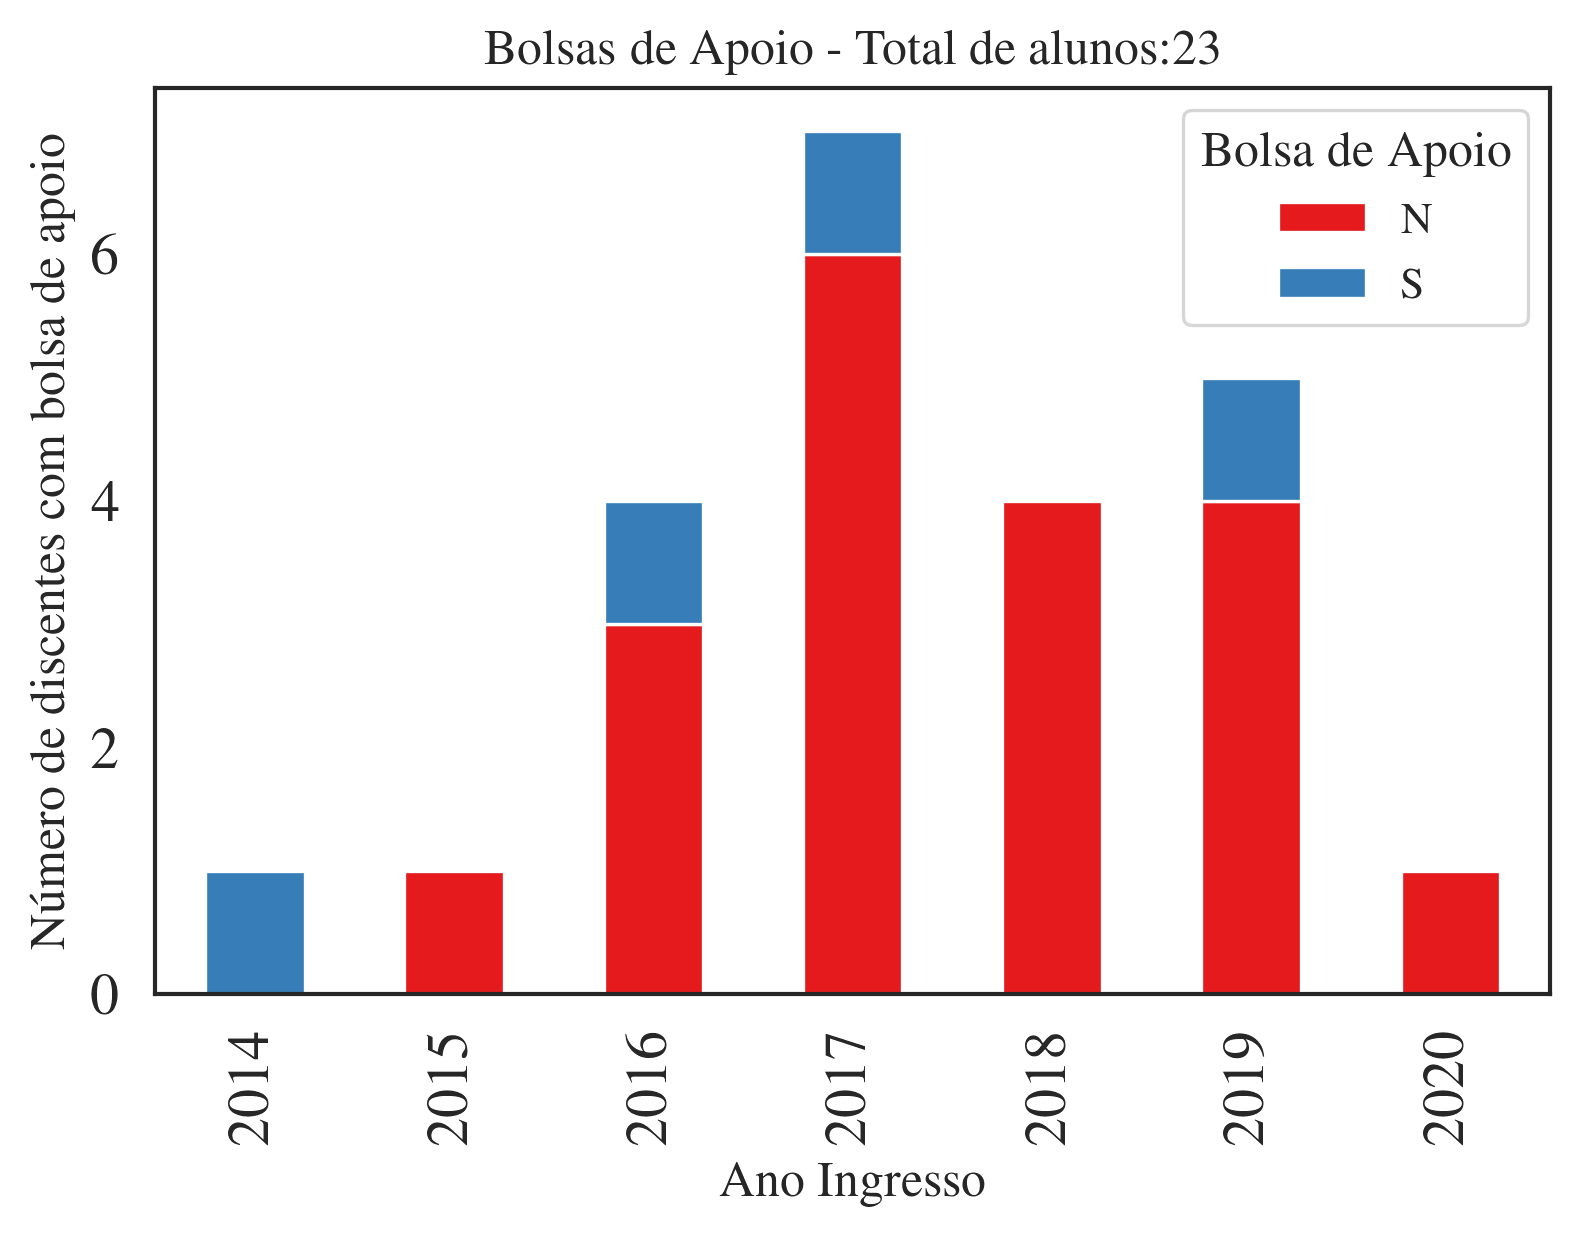 Bolsas de Apoio - Total de alunos:23
Número de discentes com bolsa de apoio
6
4
2
0
Bolsa de Apoio
N
S
2014
2015
2016
2017
2018
2019
2020
Ano Ingresso